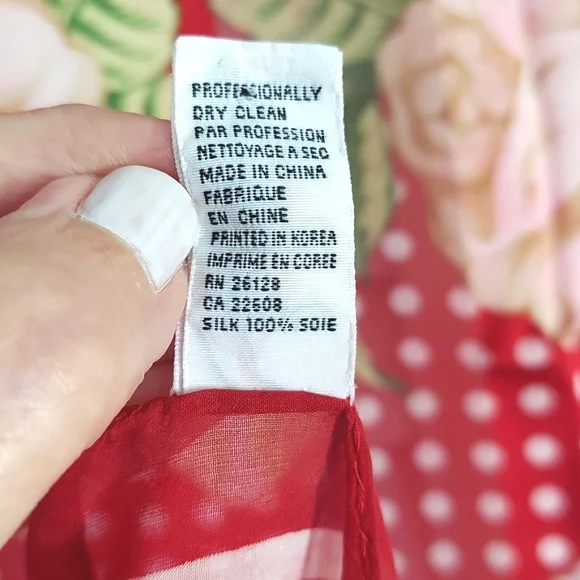 PROFESSIONALLY
DRY CLEAN
PAR PROFESSION
NETTOYAGE A SEC
MADE IN CHINA
FABRIQUE
EN CHINE
PRINTED IN KOREA
IMPRIME EN COREE
RN 26128
CA 22608
SILK 100% SOIE